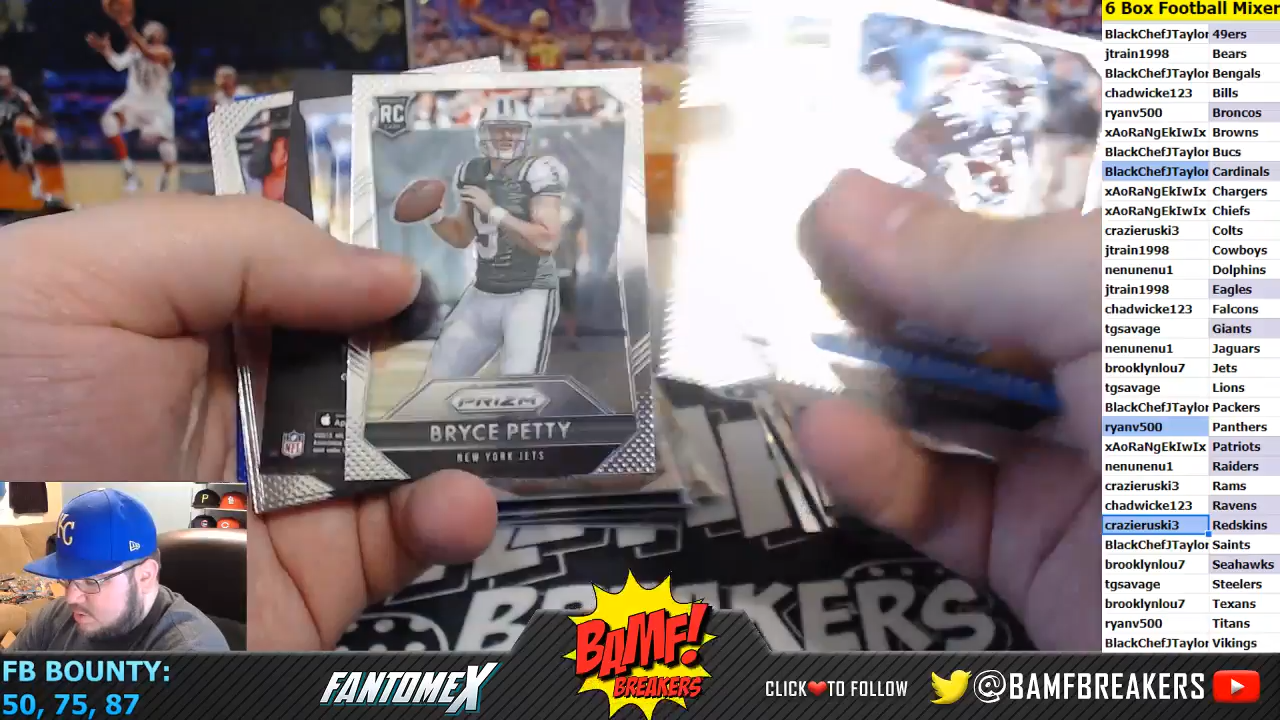 6 Box Football Mixer
BlackChefJTaylor 49ers
jtrain1998 Bears
BlackChefJTaylor Bengals
chadwicke123 Bills
ryanv500 Broncos
xAoRaNgEkIwIx Browns
BlackChefJTaylor Bucs
BlackChefJTaylor Cardinals
xAoRaNgEkIwIx Chargers
xAoRaNgEkIwIx Chiefs
crazieruski3 Colts
jtrain1998 Cowboys
nenunenu1 Dolphins
jtrain1998 Eagles
chadwicke123 Falcons
tgsavage Giants
nenunenu1 Jaguars
brooklynlou7 Jets
tgsavage Lions
BlackChefJTaylor Packers
ryanv500 Panthers
xAoRaNgEkIwIx Patriots
nenunenu1 Raiders
crazieruski3 Rams
chadwicke123 Ravens
crazieruski3 Redskins
BlackChefJTaylor Saints
brooklynlou7 Seahawks
tgsavage Steelers
brooklynlou7 Texans
ryanv500 Titans
BlackChefJTaylor Vikings
RC
9
PRIZM
BRYCE PETTY
NEW YORK JETS
NFL
KC
P
BREAKERS
FB BOUNTY:
50, 75, 87
FANTOMEX
BAMF!
BREAKERS
CLICK TO FOLLOW
@BAMFBREAKERS